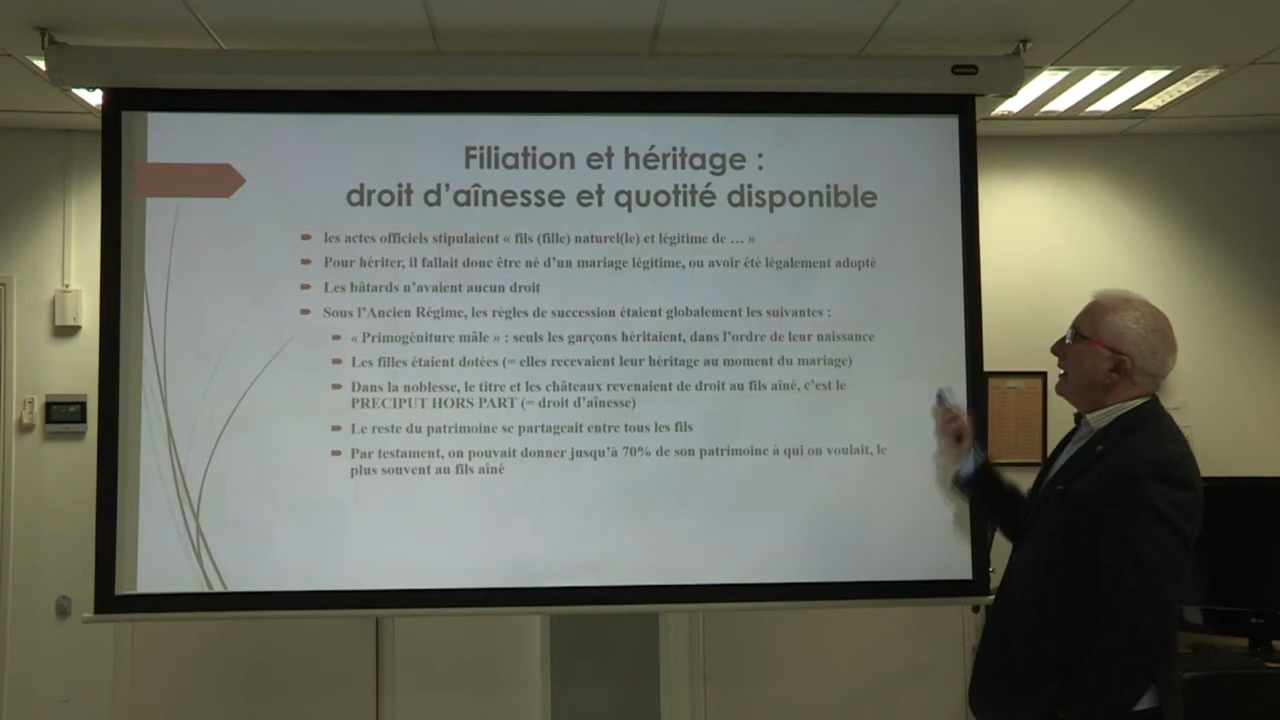 Filiation et héritage :
droit d'aînesse et quotité disponible
les actes officiels stipulaient « fils (fille) naturel(le) et légitime de … »
Pour hériter, il fallait donc être né d'un mariage légitime, ou avoir été légalement adopté
Les bâtards n'avaient aucun droit
Sous l'Ancien Régime, les règles de succession étaient globalement les suivantes :
« Primogéniture mâle » : seuls les garçons héritaient, dans l'ordre de leur naissance
Les filles étaient dotées (= elles recevaient leur héritage au moment du mariage)
Dans la noblesse, le titre et les châteaux revenaient de droit au fils aîné, c'est le
PRECIPUT HORS PART (= droit d'aînesse)
Le reste du patrimoine se partageait entre tous les fils
Par testament, on pouvait donner jusqu'à 70% de son patrimoine à qui on voulait, le
plus souvent au fils aîné